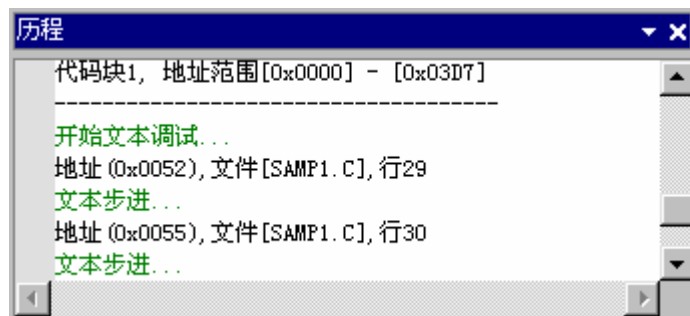 历程
代码块1, 地址范围[0x0000] - [0x03D7]
-------------------------------------
开始文本调试...
地址(0x0052),文件[SAMP1.C],行29
文本步进...
地址(0x0055),文件[SAMP1.C],行30
文本步进...